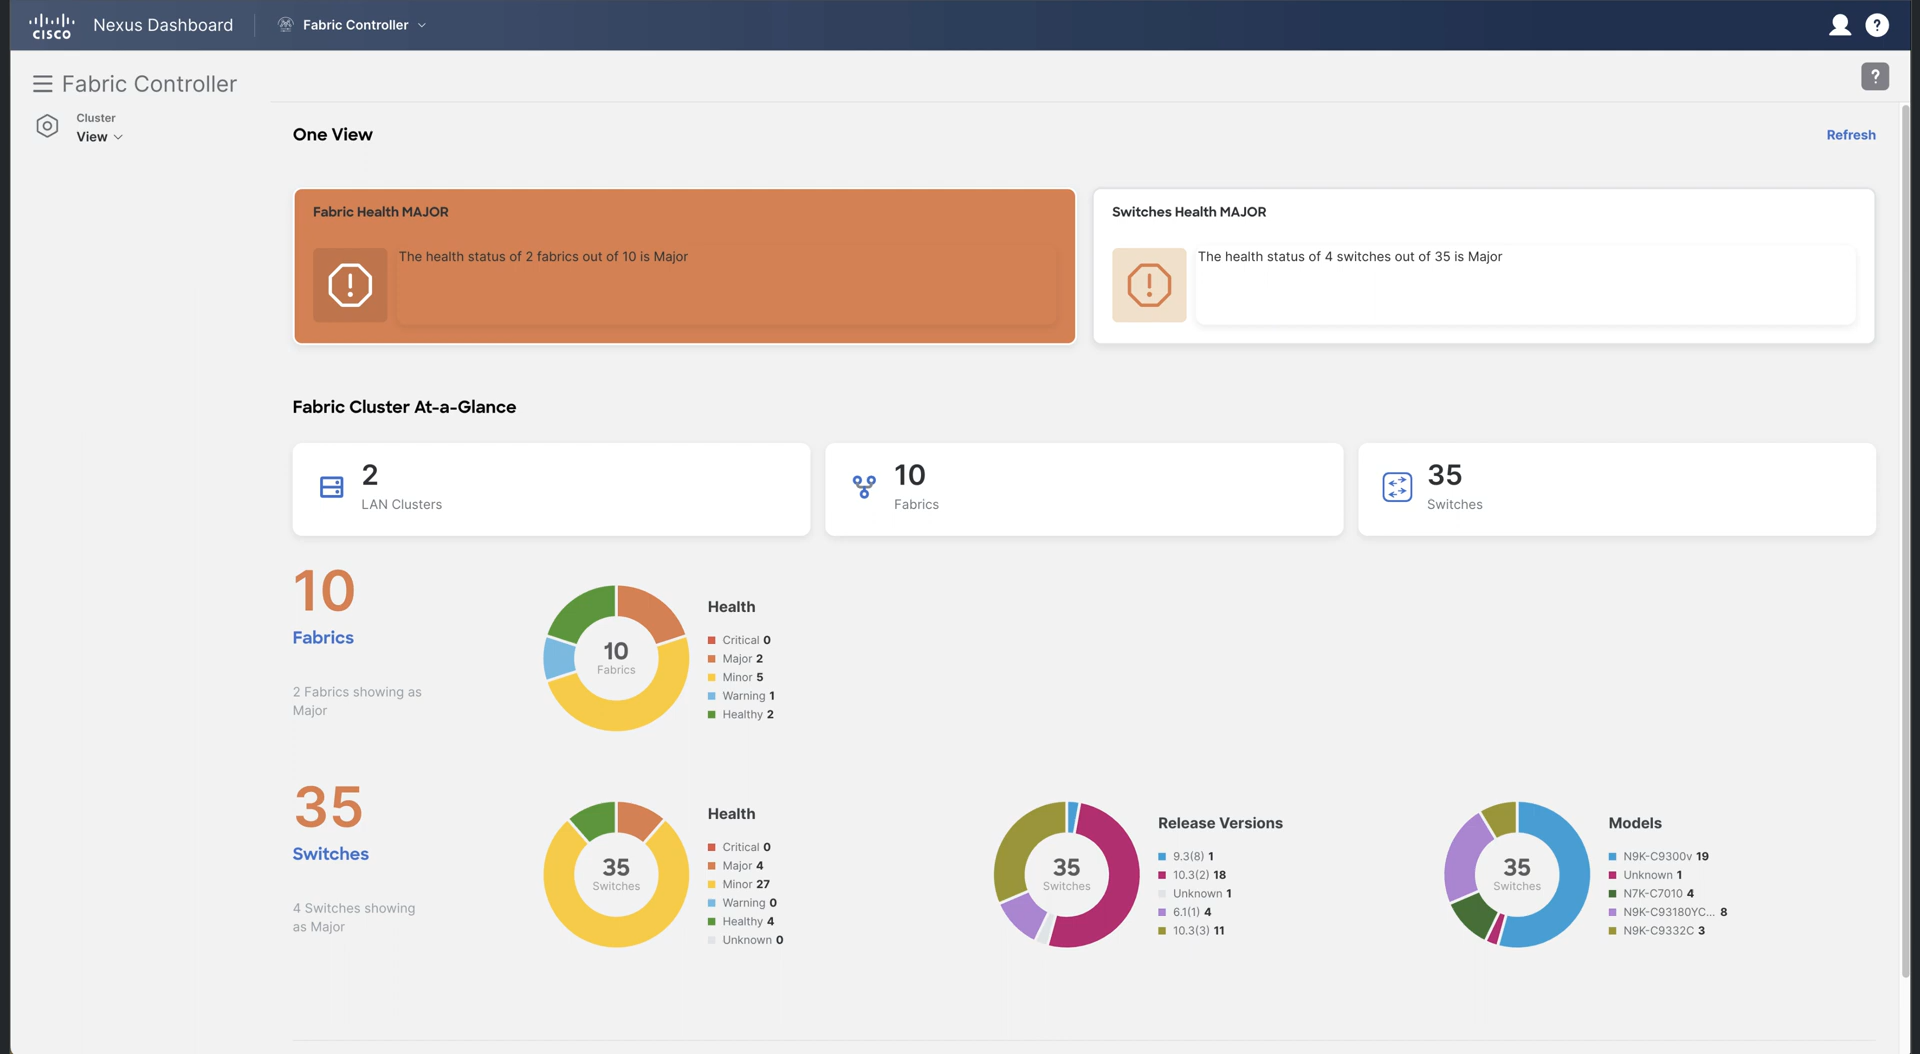 cisco Nexus Dashboard Fabric Controller ?
Fabric Controller ?
Cluster
View
One View Refresh
Fabric Health MAJOR
The health status of 2 fabrics out of 10 is Major
Switches Health MAJOR
The health status of 4 switches out of 35 is Major
Fabric Cluster At-a-Glance
2
LAN Clusters
10
Fabrics
35
Switches
10
Fabrics
2 Fabrics showing as
Major
10
Fabrics
Health
Critical 0
Major 2
Minor 5
Warning 1
Healthy 2
35
Switches
4 Switches showing
as Major
35
Switches
Health
Critical 0
Major 4
Minor 27
Warning 0
Healthy 4
Unknown 0
35
Switches
Release Versions
9.3(8) 1
10.3(2) 18
Unknown 1
6.1(1) 4
10.3(3) 11
35
Switches
Models
N9K-C9300v 19
Unknown 1
N7K-C7010 4
N9K-C93180YC... 8
N9K-C9332C 3